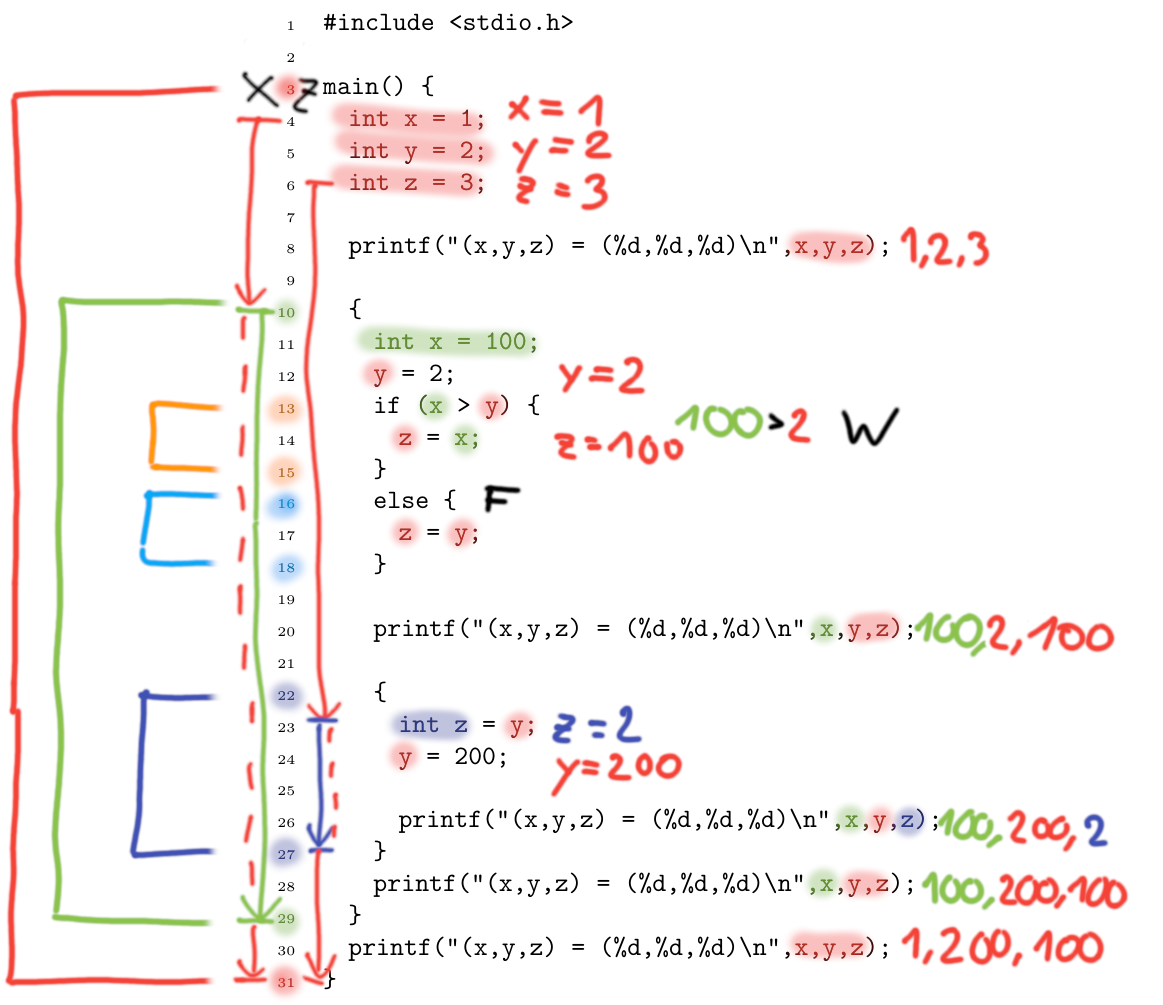 1 #include <stdio.h>
2
X 3 z main() {
4 int x = 1; x = 1
5 int y = 2; y = 2
6 int z = 3; z = 3
7
8 printf("(x,y,z) = (%d,%d,%d)\n",x,y,z); 1,2,3
9
10 {
11 int x = 100;
12 y = 2; y = 2
13 if (x > y) { 100>2 W
14 z = x; z = 100
15 }
16 else { F
17 z = y;
18 }
19
20 printf("(x,y,z) = (%d,%d,%d)\n",x,y,z); 100,2,100
21
22 {
23 int z = y; z = 2
24 y = 200; y=200
25
26 printf("(x,y,z) = (%d,%d,%d)\n",x,y,z); 100,200,2
27 }
28 printf("(x,y,z) = (%d,%d,%d)\n",x,y,z); 100,200,100
29 }
30 printf("(x,y,z) = (%d,%d,%d)\n",x,y,z); 1,200,100
31 }